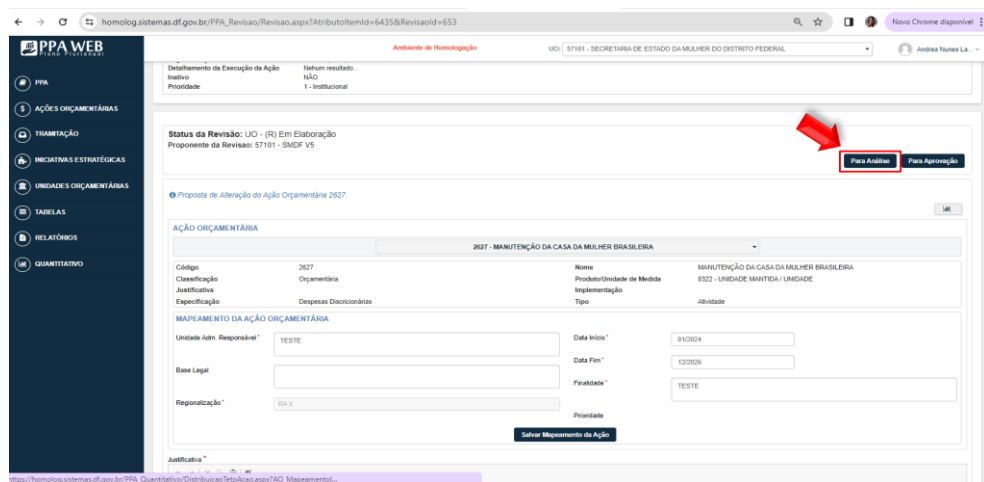 homolog.sistemas.df.gov.br/PPA_Revisao/Revisao.aspx?AtributoItemId=6435&RevisaoId=653
Novo Chrome disponível
PPA WEB
Plano Plurianual
Ambiente de Homologação
UO: 57101 - SECRETARIA DE ESTADO DA MULHER DO DISTRITO FEDERAL
Andrea Nunes La...
PPA
AÇÕES ORÇAMENTÁRIAS
TRAMITAÇÃO
INICIATIVAS ESTRATÉGICAS
UNIDADES ORÇAMENTÁRIAS
TABELAS
RELATÓRIOS
QUANTITATIVO
Detalhamento da Execução da Ação Nehum resultado...
Inativo NÃO
Prioridade 1 - Institucional
Status da Revisão: UO - (R) Em Elaboração
Proponente da Revisao: 57101 - SMDF V5
Para Análise Para Aprovação
Proposta de Alteração do Ação Orçamentária 2627
AÇÃO ORÇAMENTÁRIA
2627 - MANUTENÇÃO DA CASA DA MULHER BRASILEIRA
Código 2627 Nome MANUTENÇÃO DA CASA DA MULHER BRASILEIRA
Classificação Orçamentária Produto/Unidade de Medida 0322 - UNIDADE MANTIDA / UNIDADE
Justificativa Implementação
Especificação Despesas Discricionárias Tipo Atividade
MAPEAMENTO DA AÇÃO ORÇAMENTÁRIA
Unidade Adm. Responsável * TESTE Data Início * 01/2024
Data Fim * 12/2026
Base Legal
Finalidade * TESTE
Regionalização * RA X
Prioridade
Salvar Mapeamento da Ação
Justificativa *
https://homolog.sistemas.df.gov.br/PPA_Quantitativo/DistribuicaoTetoAcao.aspx?AO_Mapeamentol...